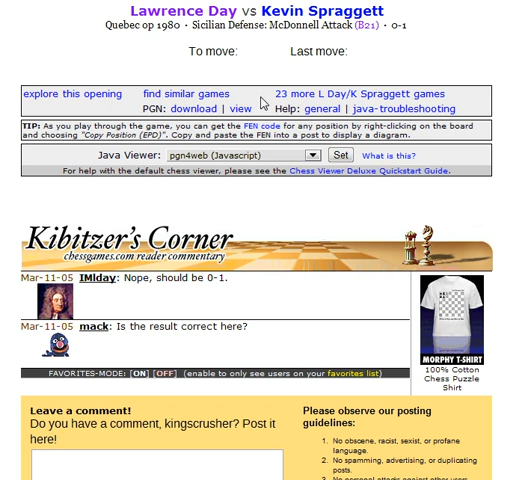 Lawrence Day vs Kevin Spraggett
Quebec op 1980 · Sicilian Defense: McDonnell Attack (B21) · 0-1
To move: Last move:
explore this opening find similar games 23 more L Day/K Spraggett games
PGN: download | view Help: general | java-troubleshooting
TIP: As you play through the game, you can get the FEN code for any position by right-clicking on the board
and choosing "Copy Position (EPD)". Copy and paste the FEN into a post to display a diagram.
Java Viewer: pgn4web (Javascript) Set What is this?
For help with the default chess viewer, please see the Chess Viewer Deluxe Quickstart Guide.
Kibitzer's Corner
chessgames.com reader commentary
Mar-11-05 IMlday: Nope, should be 0-1.
Mar-11-05 mack: Is the result correct here?
MORPHY T-SHIRT
100% Cotton
Chess Puzzle
Shirt
FAVORITES-MODE: [ON] [OFF] (enable to only see users on your favorites list)
Leave a comment!
Do you have a comment, kingscrusher? Post it
here!
Please observe our posting
guidelines:
1. No obscene, racist, sexist, or profane
language.
2. No spamming, advertising, or duplicating
posts.
3. No personal attacks against other users.